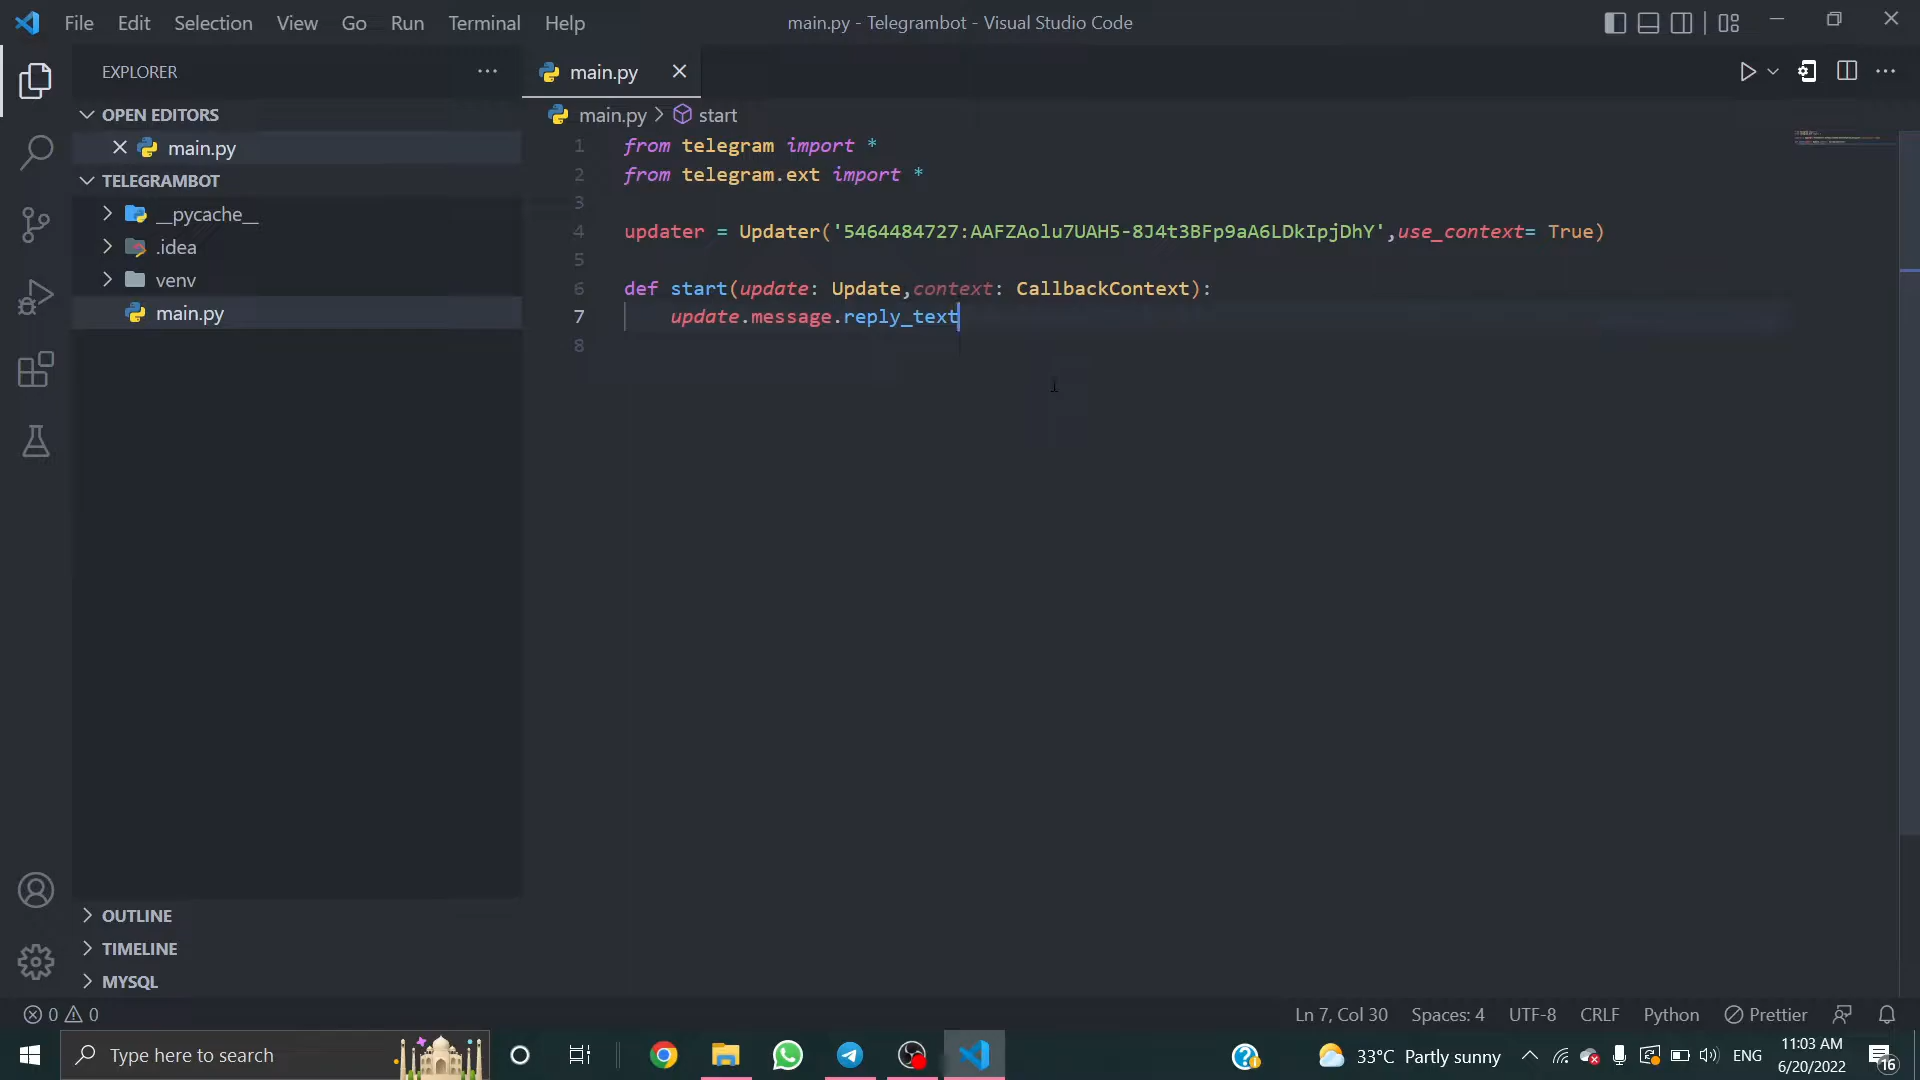 File Edit Selection View Go Run Terminal Help
main.py - Telegrambot - Visual Studio Code
EXPLORER
OPEN EDITORS
main.py
TELEGRAMBOT
__pycache__
.idea
venv
main.py
OUTLINE
TIMELINE
MYSQL
main.py
main.py > start
1 from telegram import *
2 from telegram.ext import *
3
4 updater = Updater('5464484727:AAFZAolu7UAH5-8J4t3BFp9aA6LDkIpjDhY',use_context= True)
5
6 def start(update: Update,context: CallbackContext):
7 update.message.reply_text
8
0 0
Ln 7, Col 30 Spaces: 4 UTF-8 CRLF Python Prettier
Type here to search
33°C Partly sunny
ENG
11:03 AM
6/20/2022
16